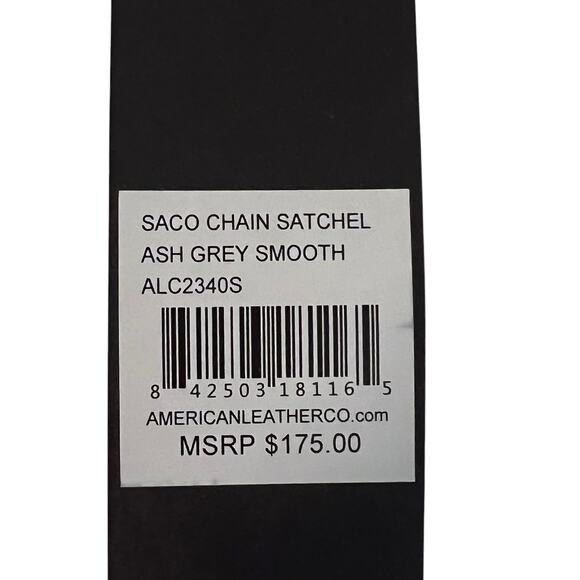 SACO CHAIN SATCHEL
ASH GREY SMOOTH
ALC2340S
8 42503 18116 5
AMERICANLEATHERCO.com
MSRP $175.00